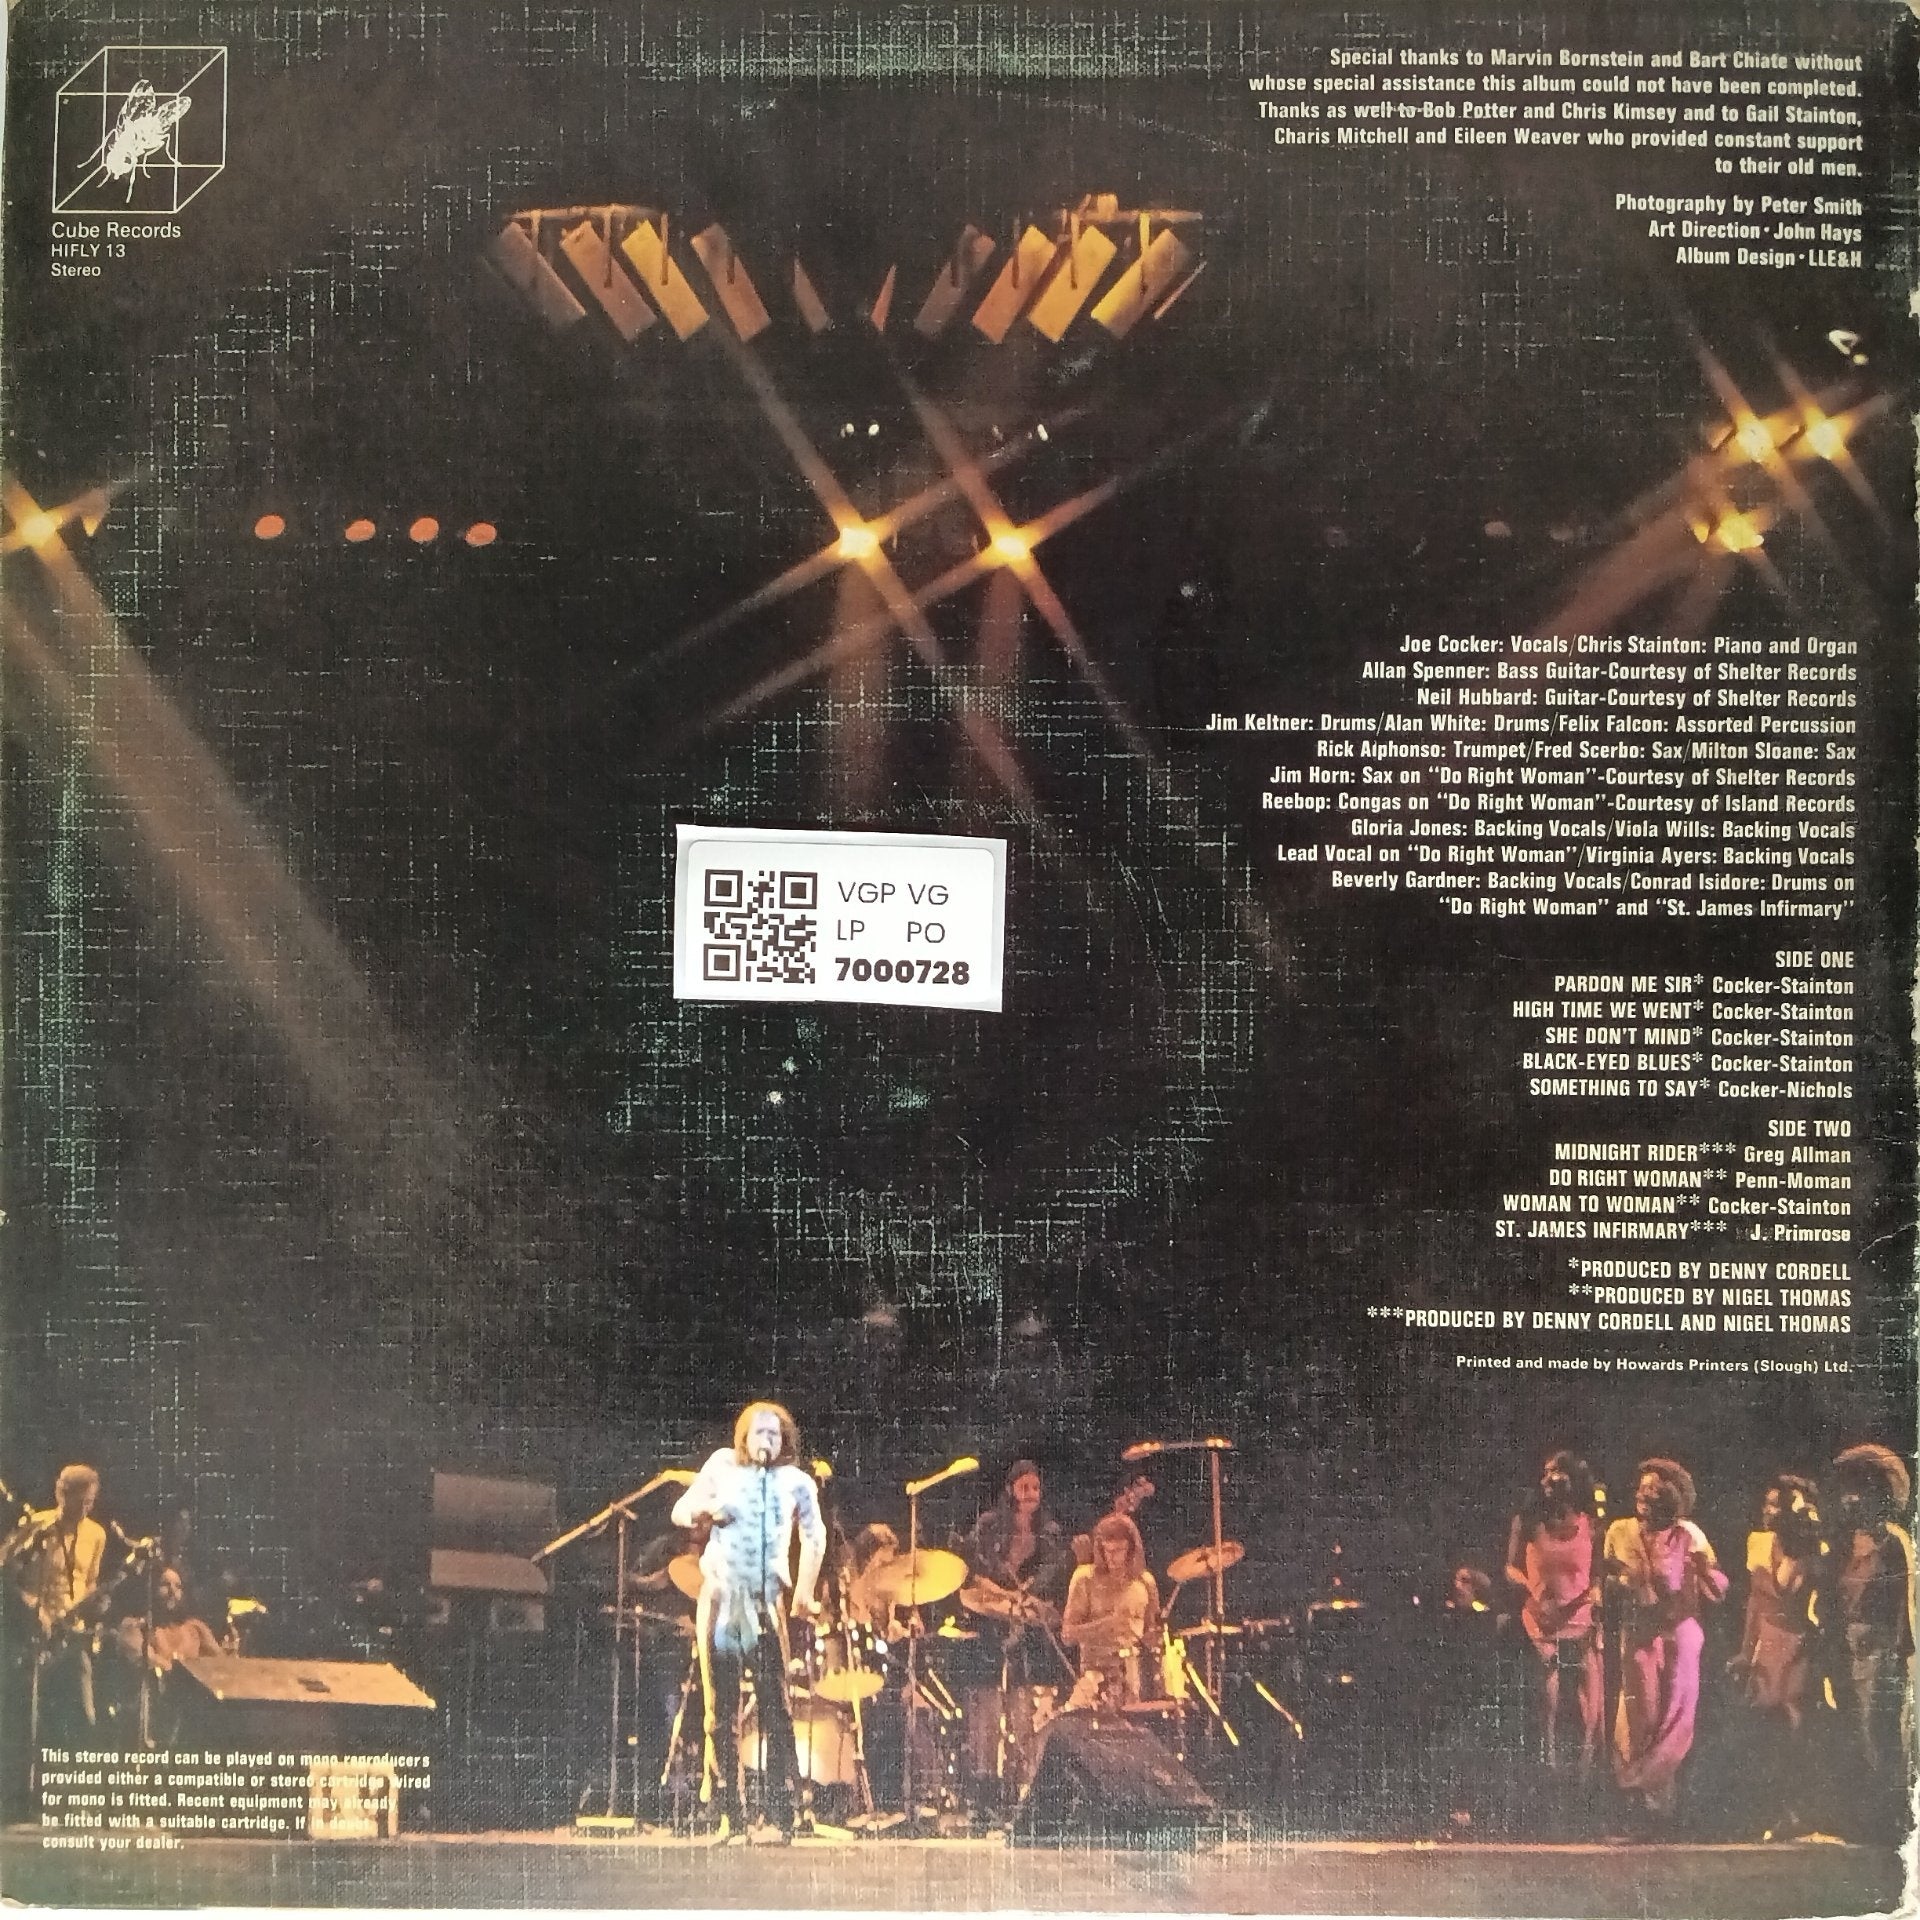 Cube Records
HIFLY 13
Stereo
Special thanks to Marvin Bornstein and Bart Chiate without
whose special assistance this album could not have been completed.
Thanks as well to Bob Potter and Chris Kimsey and to Gail Stainton,
Charis Mitchell and Eileen Weaver who provided constant support
to their old men.
Photography by Peter Smith
Art Direction·John Hays
Album Design·LLE&H
Joe Cocker: Vocals/Chris Stainton: Piano and Organ
Allan Spenner: Bass Guitar-Courtesy of Shelter Records
Neil Hubbard: Guitar-Courtesy of Shelter Records
Jim Keltner: Drums/Alan White: Drums/Felix Falcon: Assorted Percussion
Rick Alphonso: Trumpet/Fred Scerbo: Sax/Milton Sloane: Sax
Jim Horn: Sax on “Do Right Woman”-Courtesy of Shelter Records
Reebop: Congas on “Do Right Woman”-Courtesy of Island Records
Gloria Jones: Backing Vocals/Viola Wills: Backing Vocals
Lead Vocal on “Do Right Woman”/Virginia Ayers: Backing Vocals
Beverly Gardner: Backing Vocals/Conrad Isidore: Drums on
“Do Right Woman” and “St. James Infirmary”
VGP VG
LP PO
7000728
SIDE ONE
PARDON ME SIR* Cocker-Stainton
HIGH TIME WE WENT* Cocker-Stainton
SHE DON'T MIND* Cocker-Stainton
BLACK-EYED BLUES* Cocker-Stainton
SOMETHING TO SAY* Cocker-Nichols
SIDE TWO
MIDNIGHT RIDER*** Greg Allman
DO RIGHT WOMAN** Penn-Moman
WOMAN TO WOMAN** Cocker-Stainton
ST. JAMES INFIRMARY*** J. Primrose
*PRODUCED BY DENNY CORDELL
**PRODUCED BY NIGEL THOMAS
***PRODUCED BY DENNY CORDELL AND NIGEL THOMAS
Printed and made by Howards Printers (Slough) Ltd.
This stereo record can be played on mono reproducers
provided either a compatible or stereo cartridge wired
for mono is fitted. Recent equipment may already
be fitted with a suitable cartridge. If in doubt,
consult your dealer.